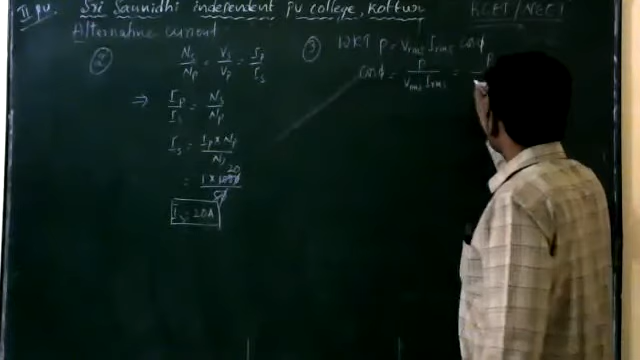 II PU. Sri Saunidhi independent pu college, Kottur KCET/NEET
Alternative current
② Ns/Np = Vs/Vp = Ip/Is
⇒ Ip/Is = Ns/Np
Is = Ip × Np/Ns
Is = 20A
③ WKT P = Vrms Irms cosϕ
cosϕ = P/Vrms Irms = P